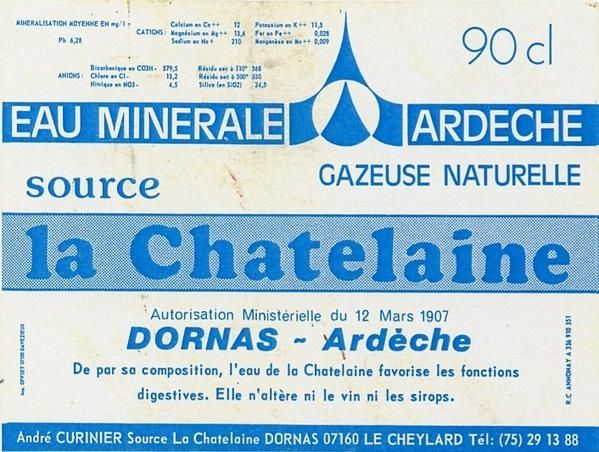 MINERALISATION MOYENNE EN mg/l -
Ph 6,28
CATIONS: Calcium en Ca++ 12 Potassium en K++ 11,5
Magnésium en Mg++ 13,6 Fer en Fe++ 0,028
Sodium en Na+ 210 Manganèse en Mn++ 0,009
ANIONS: Bicarbonique en CO3H- 579,5 Résidu sec à 110° 568
Chlore en Cl- 13,2 Résidu sec à 500° 530
Nitrique en NO3- 4,5 Silice (en SiO2) 24,5
90 cl
EAU MINERALE ARDECHE
GAZEUSE NATURELLE
source
la Chatelaine
Autorisation Ministérielle du 12 Mars 1907
DORNAS ~ Ardèche
De par sa composition, l'eau de la Chatelaine favorise les fonctions
digestives. Elle n'altère ni le vin ni les sirops.
Imp. OFFSET D'OR DAVEZIEUX
R.C ANNONAY A 336 910 351
André CURINIER Source La Chatelaine DORNAS 07160 LE CHEYLARD Tél: (75) 29 13 88